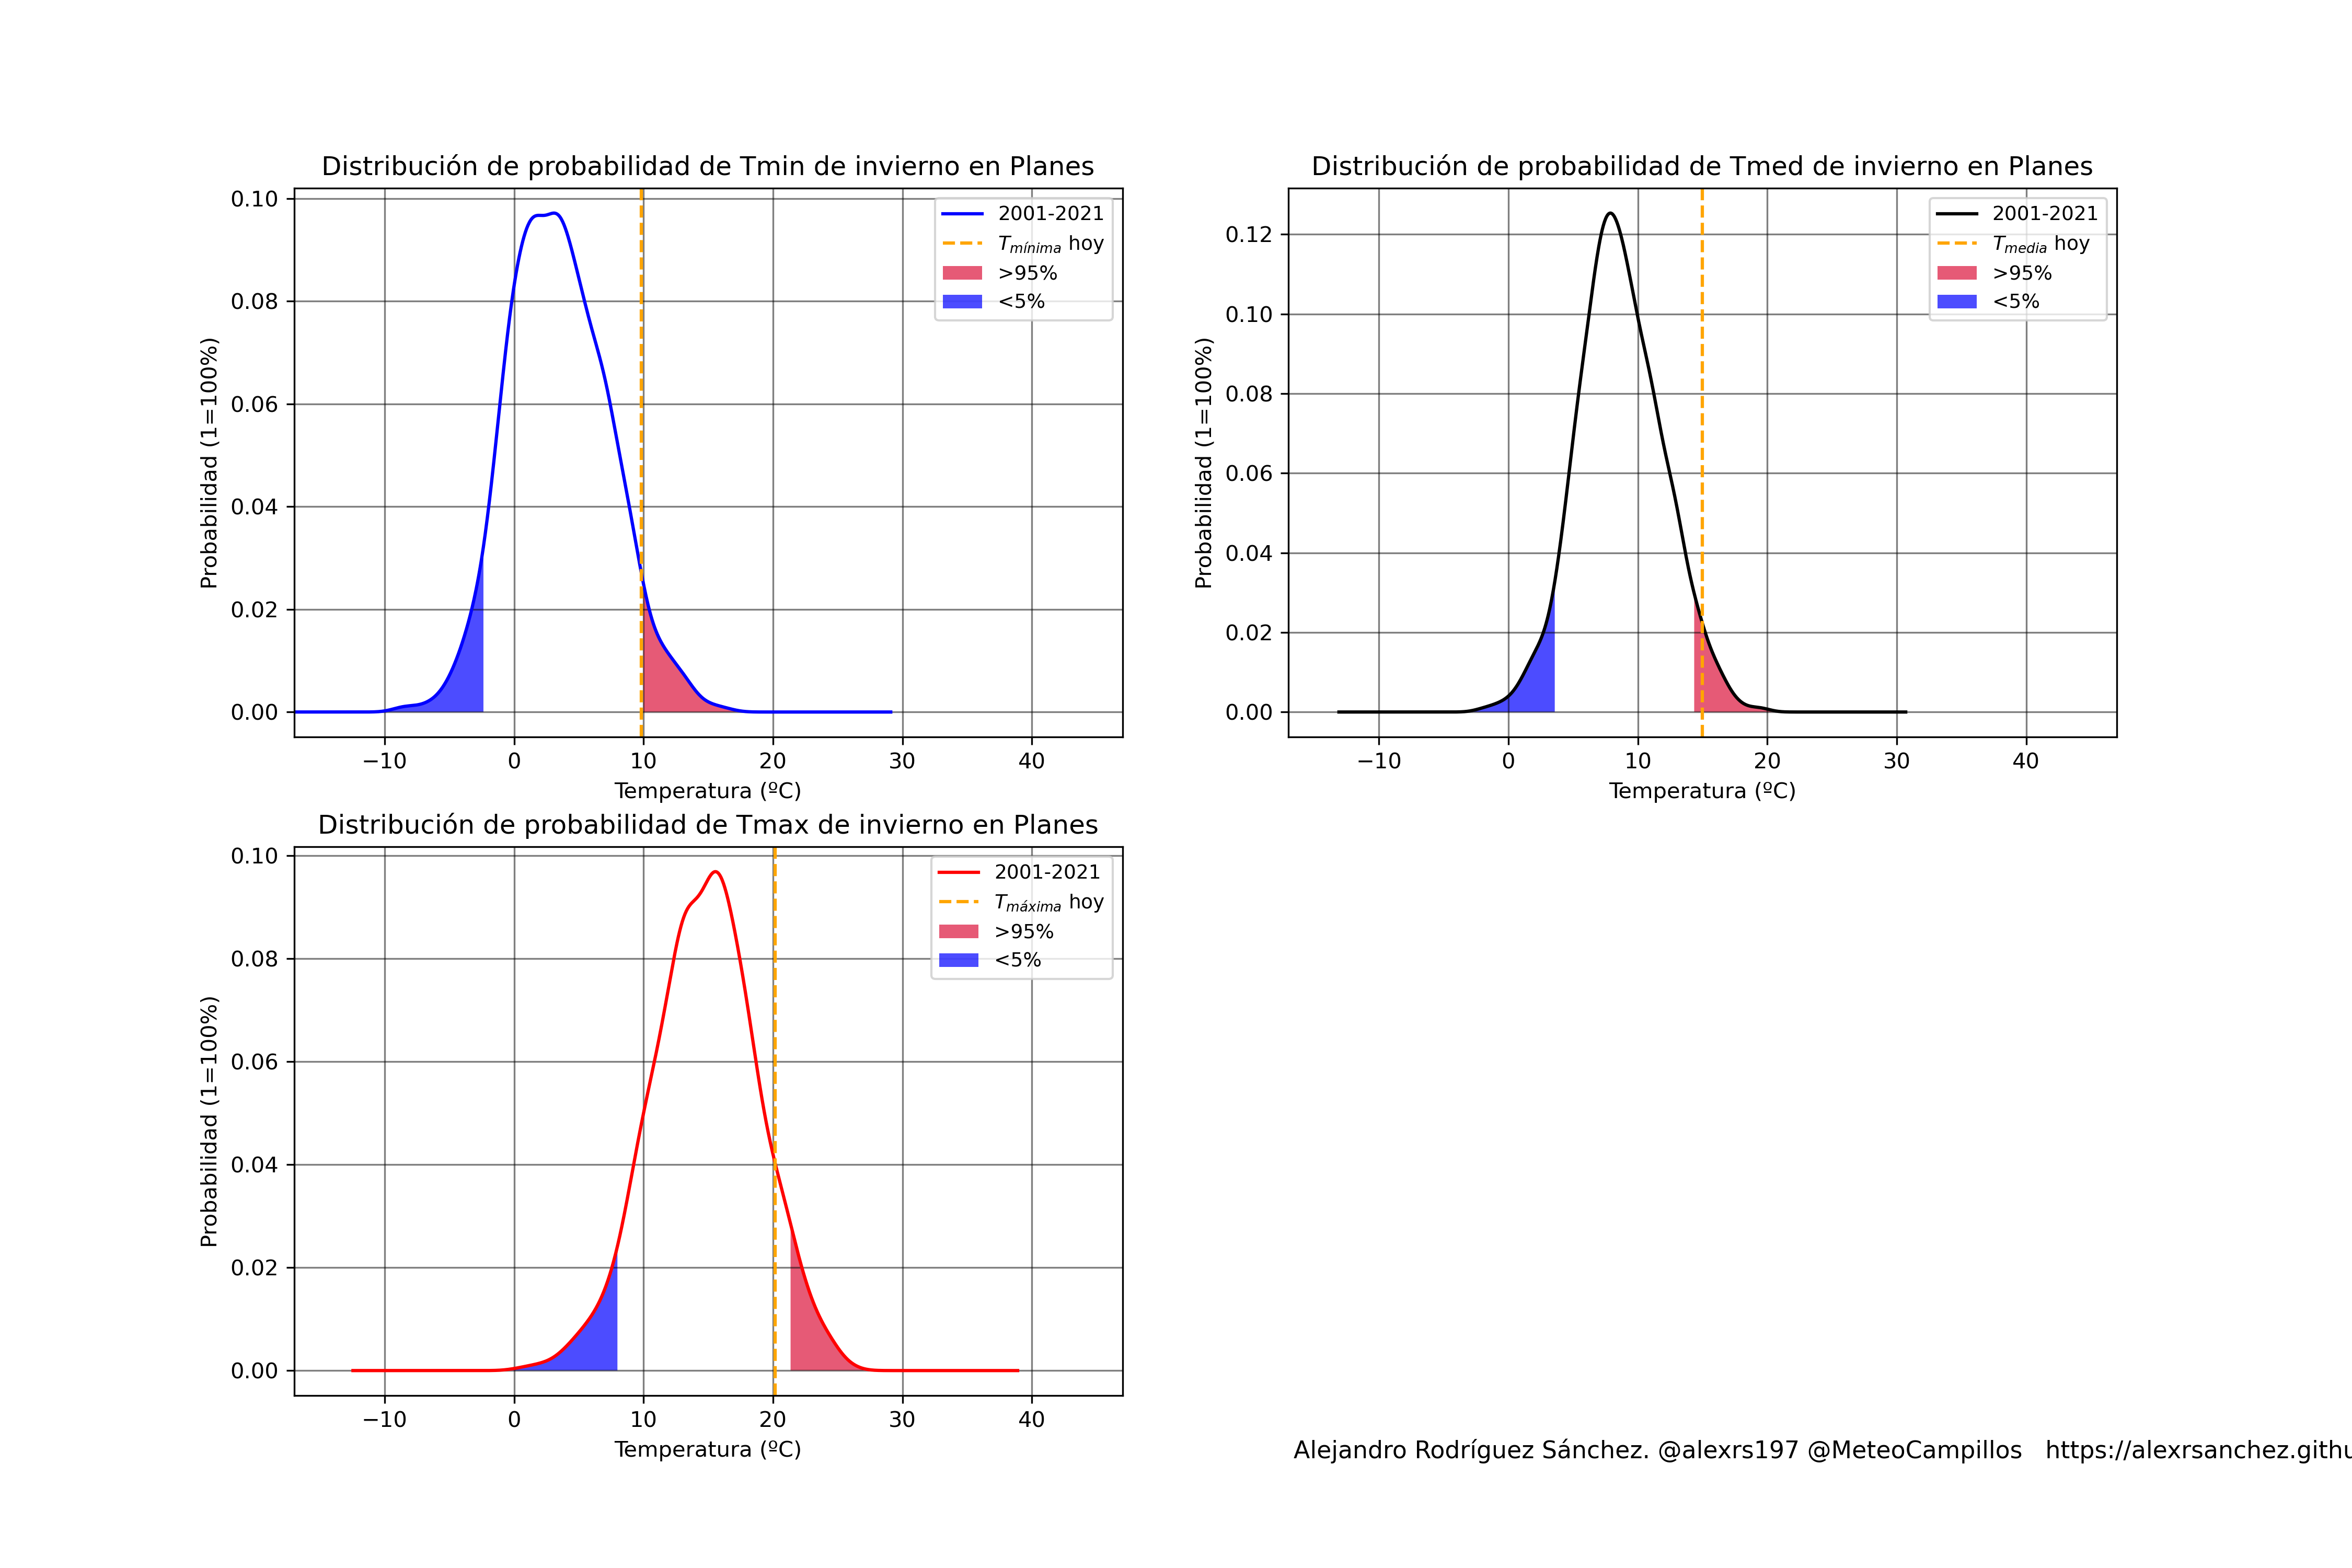 Distribución de probabilidad de Tmin de invierno en Planes
Probabilidad (1=100%)
0.10
0.08
0.06
0.04
0.02
0.00
−10 0 10 20 30 40
Temperatura (ºC)
2001-2021
Tmínima hoy
>95%
<5%
Distribución de probabilidad de Tmed de invierno en Planes
Probabilidad (1=100%)
0.12
0.10
0.08
0.06
0.04
0.02
0.00
−10 0 10 20 30 40
Temperatura (ºC)
2001-2021
Tmedia hoy
>95%
<5%
Distribución de probabilidad de Tmax de invierno en Planes
Probabilidad (1=100%)
0.10
0.08
0.06
0.04
0.02
0.00
−10 0 10 20 30 40
Temperatura (ºC)
2001-2021
Tmáxima hoy
>95%
<5%
Alejandro Rodríguez Sánchez. @alexrs197 @MeteoCampillos https://alexrsanchez.githu